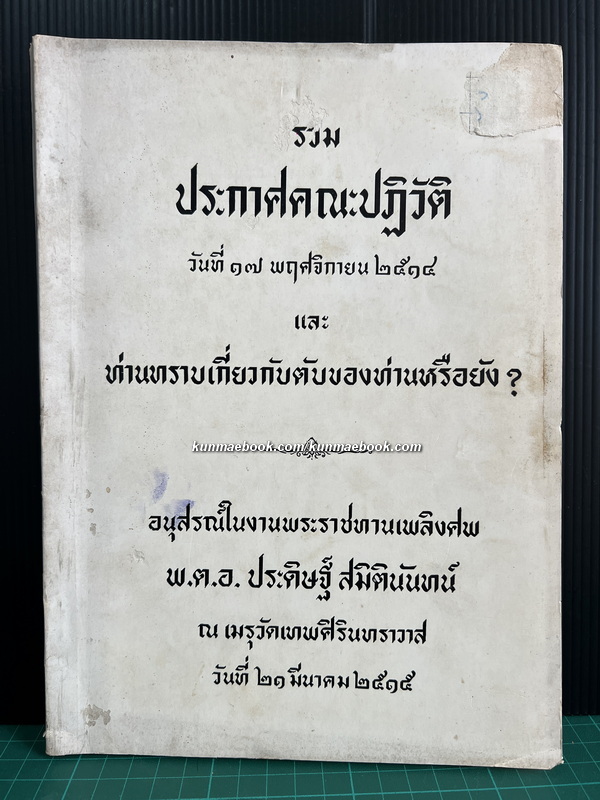 รวม
ประกาศคณะปฏิวัติ
วันที่ ๑๗ พฤศจิกายน ๒๕๑๔
และ
ท่านทราบเกี่ยวกับตับของท่านหรือยัง ?
kunmaebook.com/kunmaebook.com
อนุสรณ์ในงานพระราชทานเพลิงศพ
พ.ต.อ. ประดิษฐ์ สมิตินันทน์
ณ เมรุวัดเทพศิรินทราวาส
วันที่ ๒๑ มีนาคม ๒๕๑๕